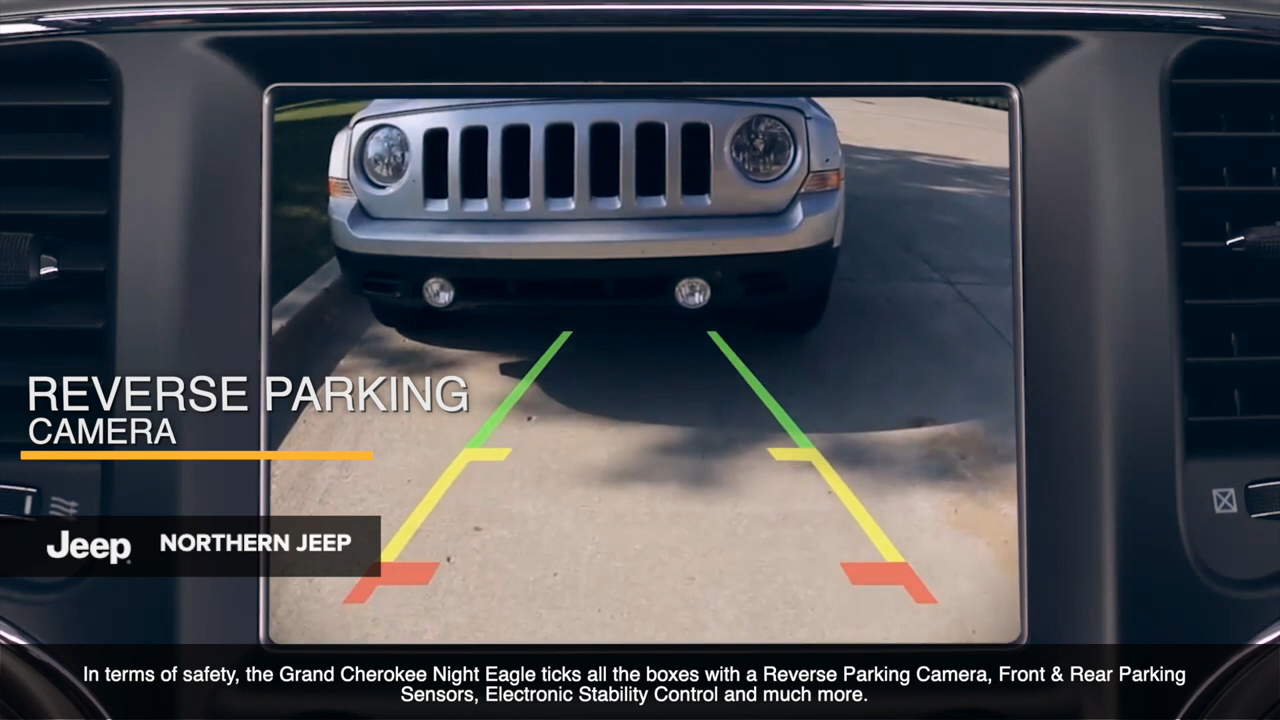 REVERSE PARKING
CAMERA
Jeep
NORTHERN JEEP
In terms of safety, the Grand Cherokee Night Eagle ticks all the boxes with a Reverse Parking Camera, Front & Rear Parking
Sensors, Electronic Stability Control and much more.